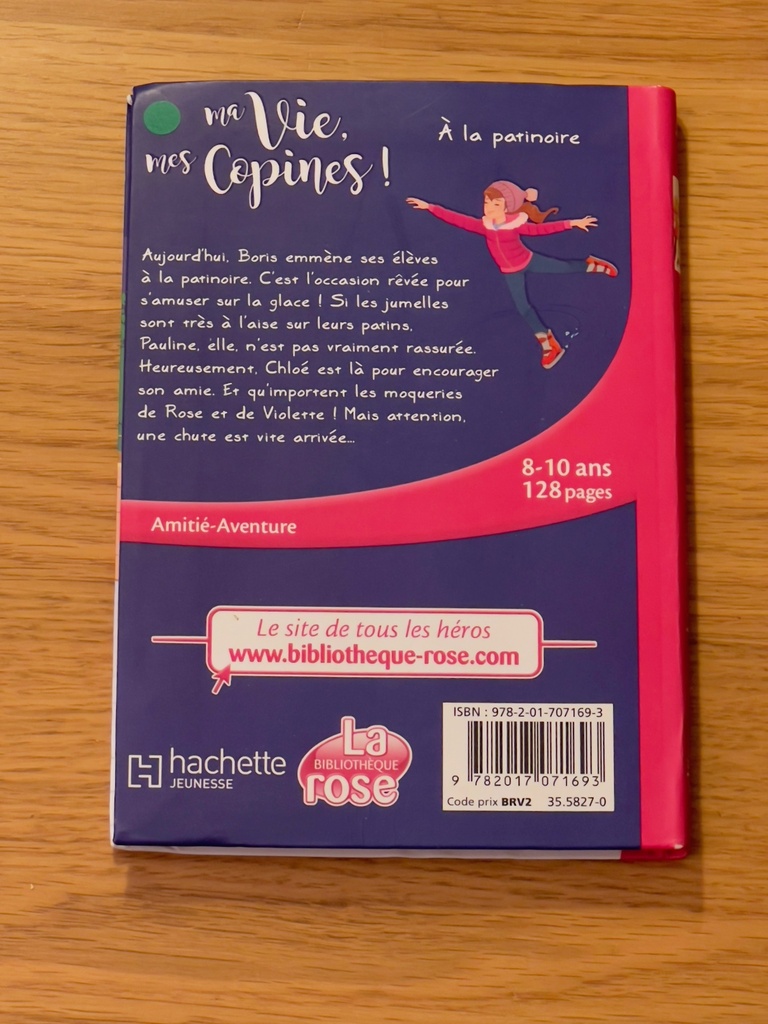 ma Vie,
mes Copines !
À la patinoire
Aujourd'hui, Boris emmène ses élèves
à la patinoire. C'est l'occasion rêvée pour
s'amuser sur la glace ! Si les jumelles
sont très à l'aise sur leurs patins,
Pauline, elle, n'est pas vraiment rassurée.
Heureusement, Chloé est là pour encourager
son amie. Et qu'importent les moqueries
de Rose et de Violette ! Mais attention,
une chute est vite arrivée...
8-10 ans
128 pages
Amitié-Aventure
Le site de tous les héros
www.bibliotheque-rose.com
hachette
JEUNESSE
La
BIBLIOTHÈQUE
rose
ISBN : 978-2-01-707169-3
9 782017 071693
Code prix BRV2 35.5827-0